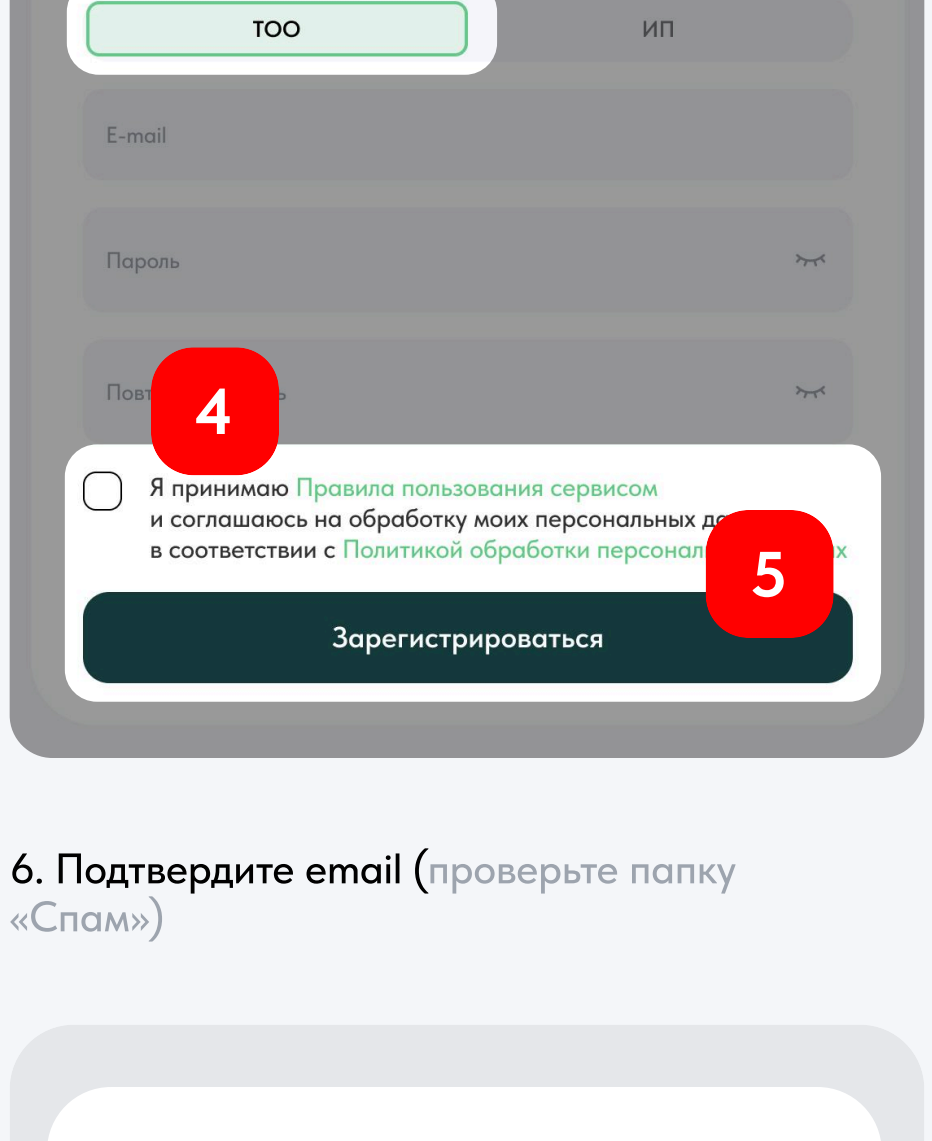 ТОО
ИП
E-mail
Пароль
4
Я принимаю Правила пользования сервисом
и соглашаюсь на обработку моих персональных
в соответствии с Политикой обработки
5
Зарегистрироваться
6. Подтвердите email (проверьте папку
«Спам»)